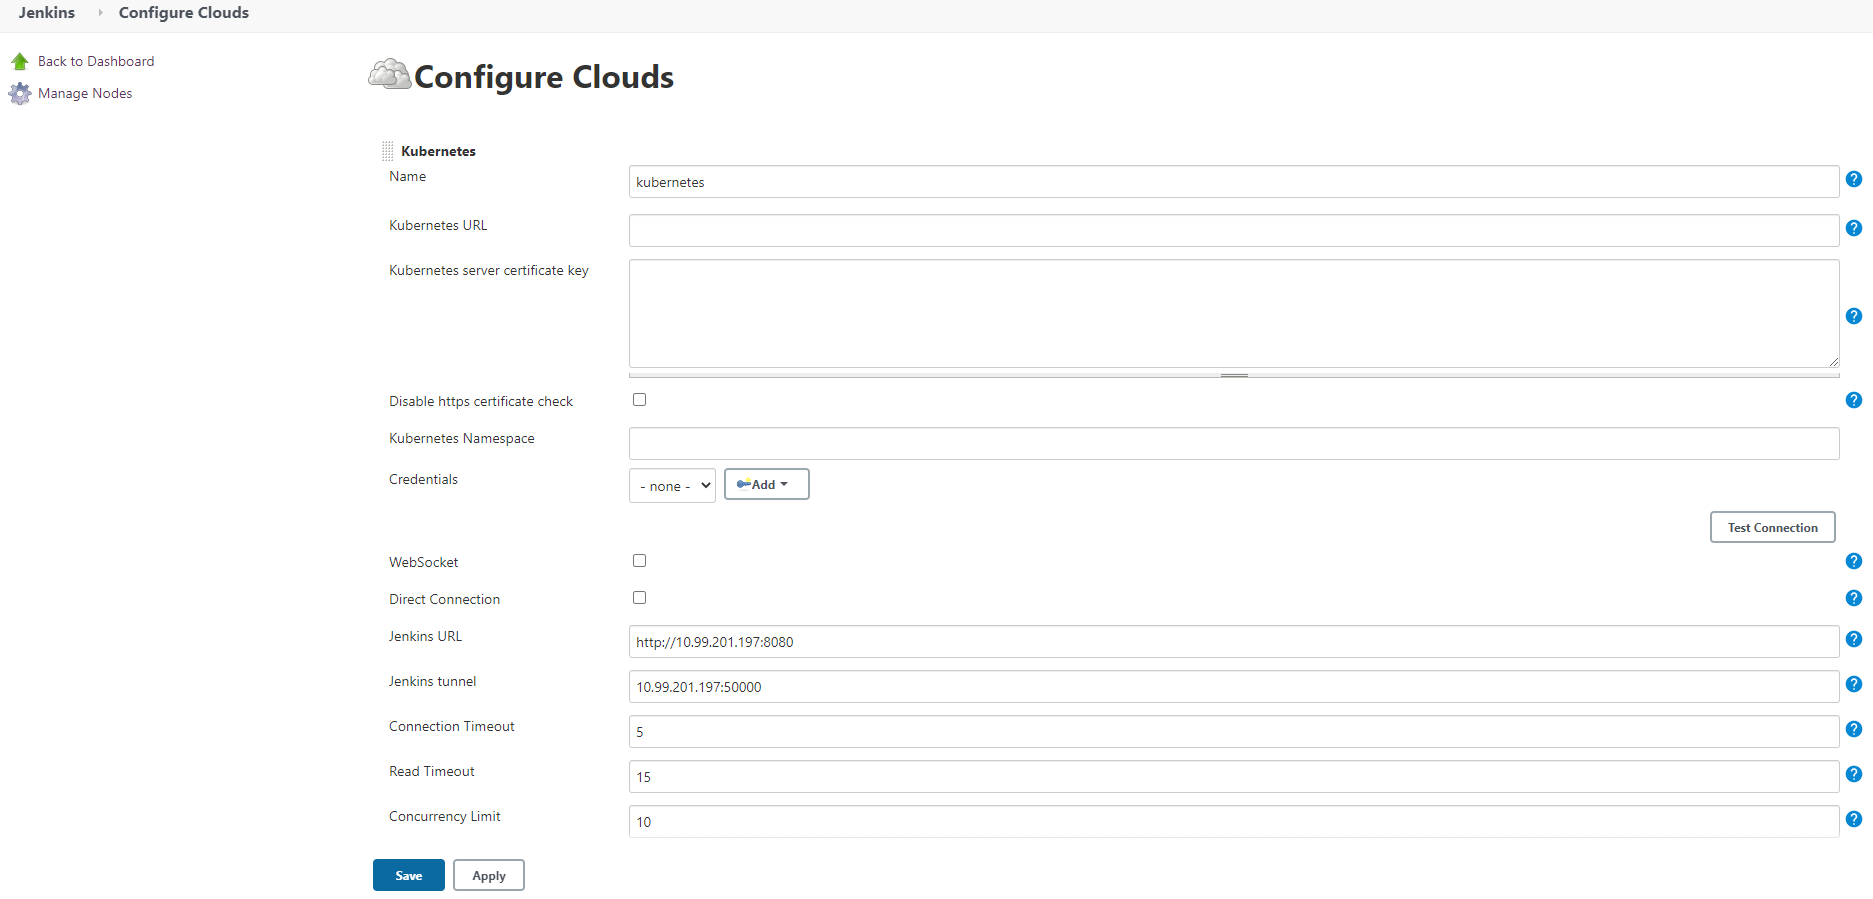 Jenkins
Configure Clouds
Back to Dashboard
Manage Nodes
Configure Clouds
Kubernetes
Name
kubernetes
?
Kubernetes URL
?
Kubernetes server certificate key
?
Disable https certificate check
?
Kubernetes Namespace
Credentials
- none -
Add
Test Connection
WebSocket
?
Direct Connection
?
Jenkins URL
http://10.99.201.197:8080
?
Jenkins tunnel
10.99.201.197:50000
?
Connection Timeout
5
?
Read Timeout
15
?
Concurrency Limit
10
?
Save
Apply